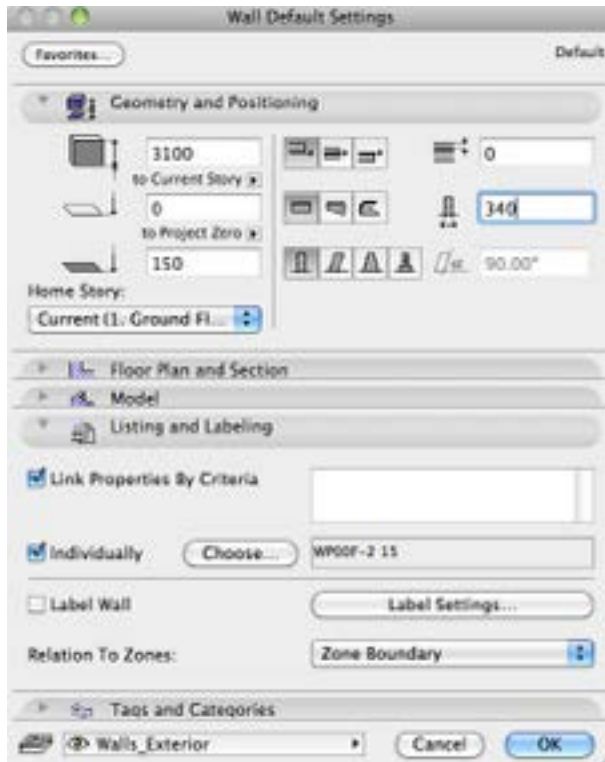 Wall Default Settings
Favorites...
Default
Geometry and Positioning
3100
to Current Story
0
to Project Zero
150
Home Story:
Current (1. Ground Fl...
0
340
90.00°
Floor Plan and Section
Model
Listing and Labeling
Link Properties By Criteria
Individually
Choose...
WP00F-2 15
Label Wall
Label Settings...
Relation To Zones:
Zone Boundary
Tags and Categories
Walls_Exterior
Cancel
OK